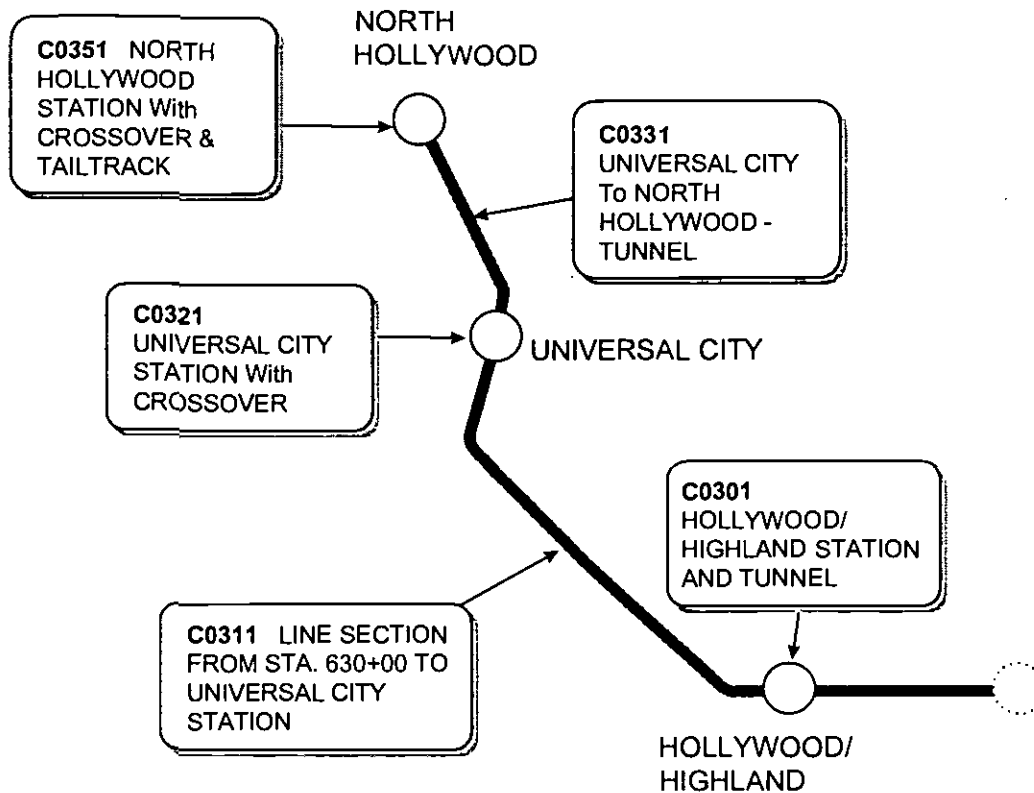 NORTH
HOLLYWOOD
C0351 NORTH
HOLLYWOOD
STATION With
CROSSOVER &
TAILTRACK
C0331
UNIVERSAL CITY
To NORTH
HOLLYWOOD -
TUNNEL
C0321
UNIVERSAL CITY
STATION With
CROSSOVER
UNIVERSAL CITY
C0301
HOLLYWOOD/
HIGHLAND STATION
AND TUNNEL
C0311 LINE SECTION
FROM STA. 630+00 TO
UNIVERSAL CITY
STATION
HOLLYWOOD/
HIGHLAND